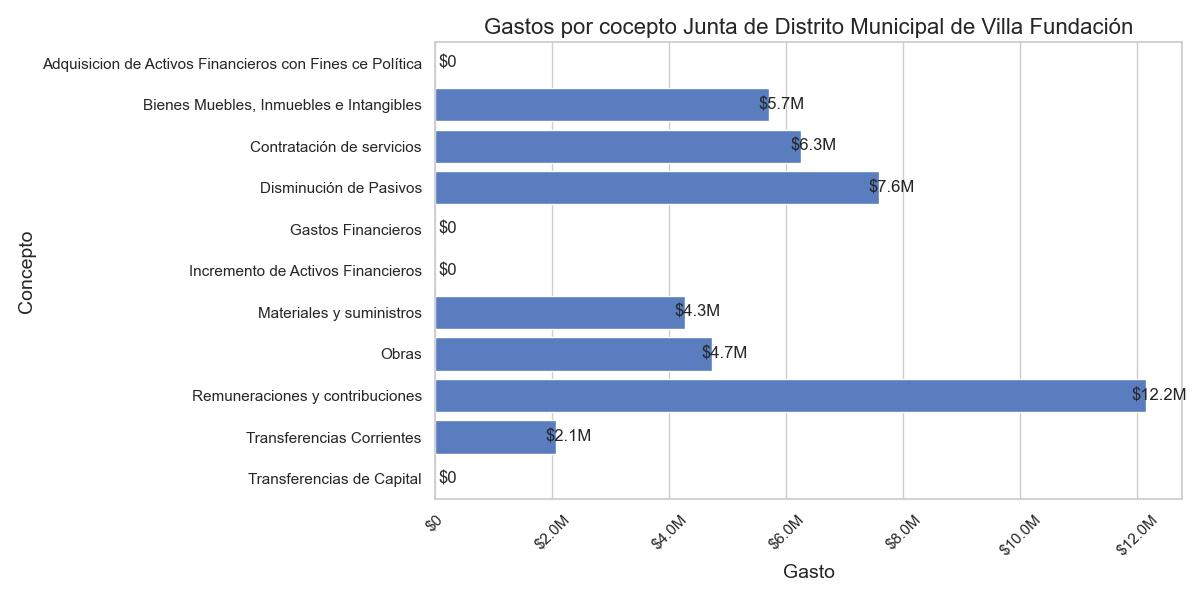 Gastos por cocepto Junta de Distrito Municipal de Villa Fundación
Concepto
Adquisicion de Activos Financieros con Fines ce Política $0
Bienes Muebles, Inmuebles e Intangibles $5.7M
Contratación de servicios $6.3M
Disminución de Pasivos $7.6M
Gastos Financieros $0
Incremento de Activos Financieros $0
Materiales y suministros $4.3M
Obras $4.7M
Remuneraciones y contribuciones $12.2M
Transferencias Corrientes $2.1M
Transferencias de Capital $0
$0 $2.0M $4.0M $6.0M $8.0M $10.0M $12.0M
Gasto